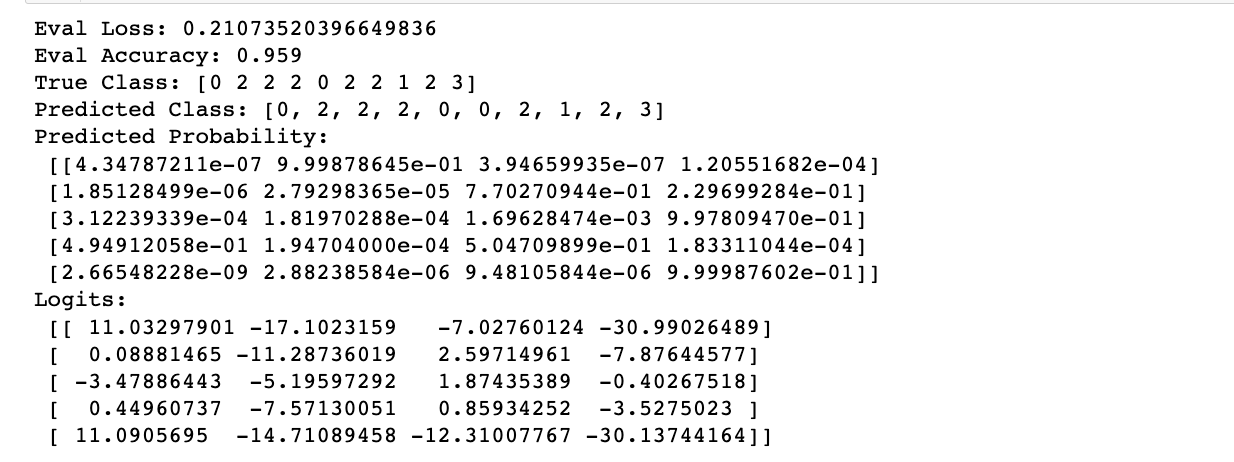 Eval Loss: 0.21073520396649836
Eval Accuracy: 0.959
True Class: [0 2 2 2 0 2 2 1 2 3]
Predicted Class: [0, 2, 2, 2, 0, 0, 2, 1, 2, 3]
Predicted Probability:
[[4.34787211e-07 9.99878645e-01 3.94659935e-07 1.20551682e-04]
[1.85128499e-06 2.79298365e-05 7.70270944e-01 2.29699284e-01]
[3.12239339e-04 1.81970288e-04 1.69628474e-03 9.97809470e-01]
[4.94912058e-01 1.94704000e-04 5.04709899e-01 1.83311044e-04]
[2.66548228e-09 2.88238584e-06 9.48105844e-06 9.99987602e-01]]
Logits:
[[ 11.03297901 -17.1023159 -7.02760124 -30.99026489]
[ 0.08881465 -11.28736019 2.59714961 -7.87644577]
[ -3.47886443 -5.19597292 1.87435389 -0.40267518]
[ 0.44960737 -7.57130051 0.85934252 -3.5275023 ]
[ 11.0905695 -14.71089458 -12.31007767 -30.13744164]]